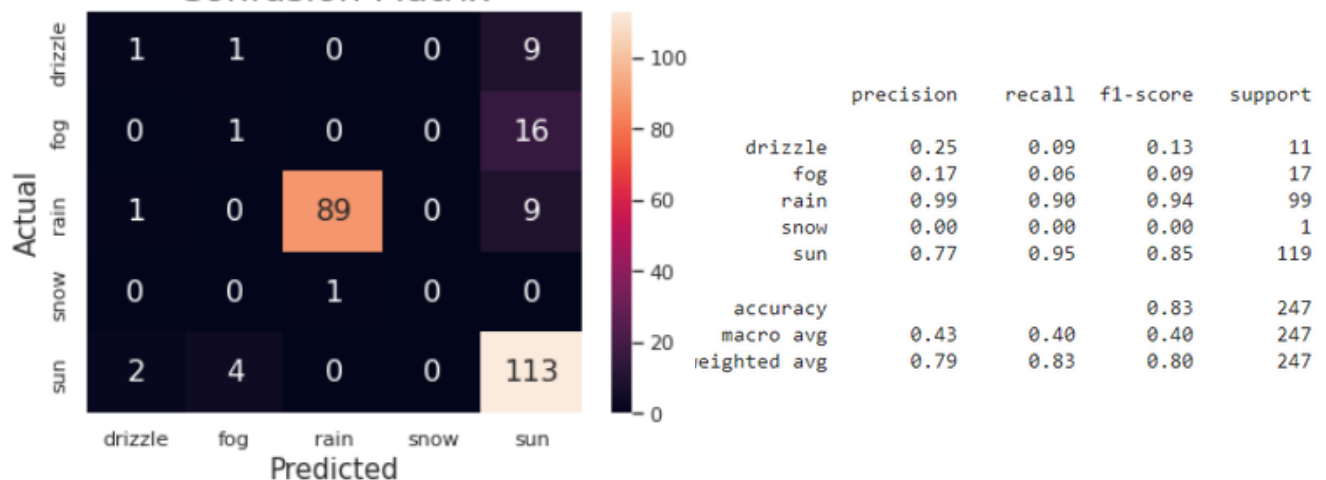 drizzle 1 1 0 0 9
fog 0 1 0 0 16
rain 1 0 89 0 9
snow 0 0 1 0 0
sun 2 4 0 0 113
drizzle fog rain snow sun
Actual
Predicted
100
80
60
40
20
0
precision recall f1-score support
drizzle 0.25 0.09 0.13 11
fog 0.17 0.06 0.09 17
rain 0.99 0.90 0.94 99
snow 0.00 0.00 0.00 1
sun 0.77 0.95 0.85 119
accuracy 0.83 247
macro avg 0.43 0.40 0.40 247
eighted avg 0.79 0.83 0.80 247